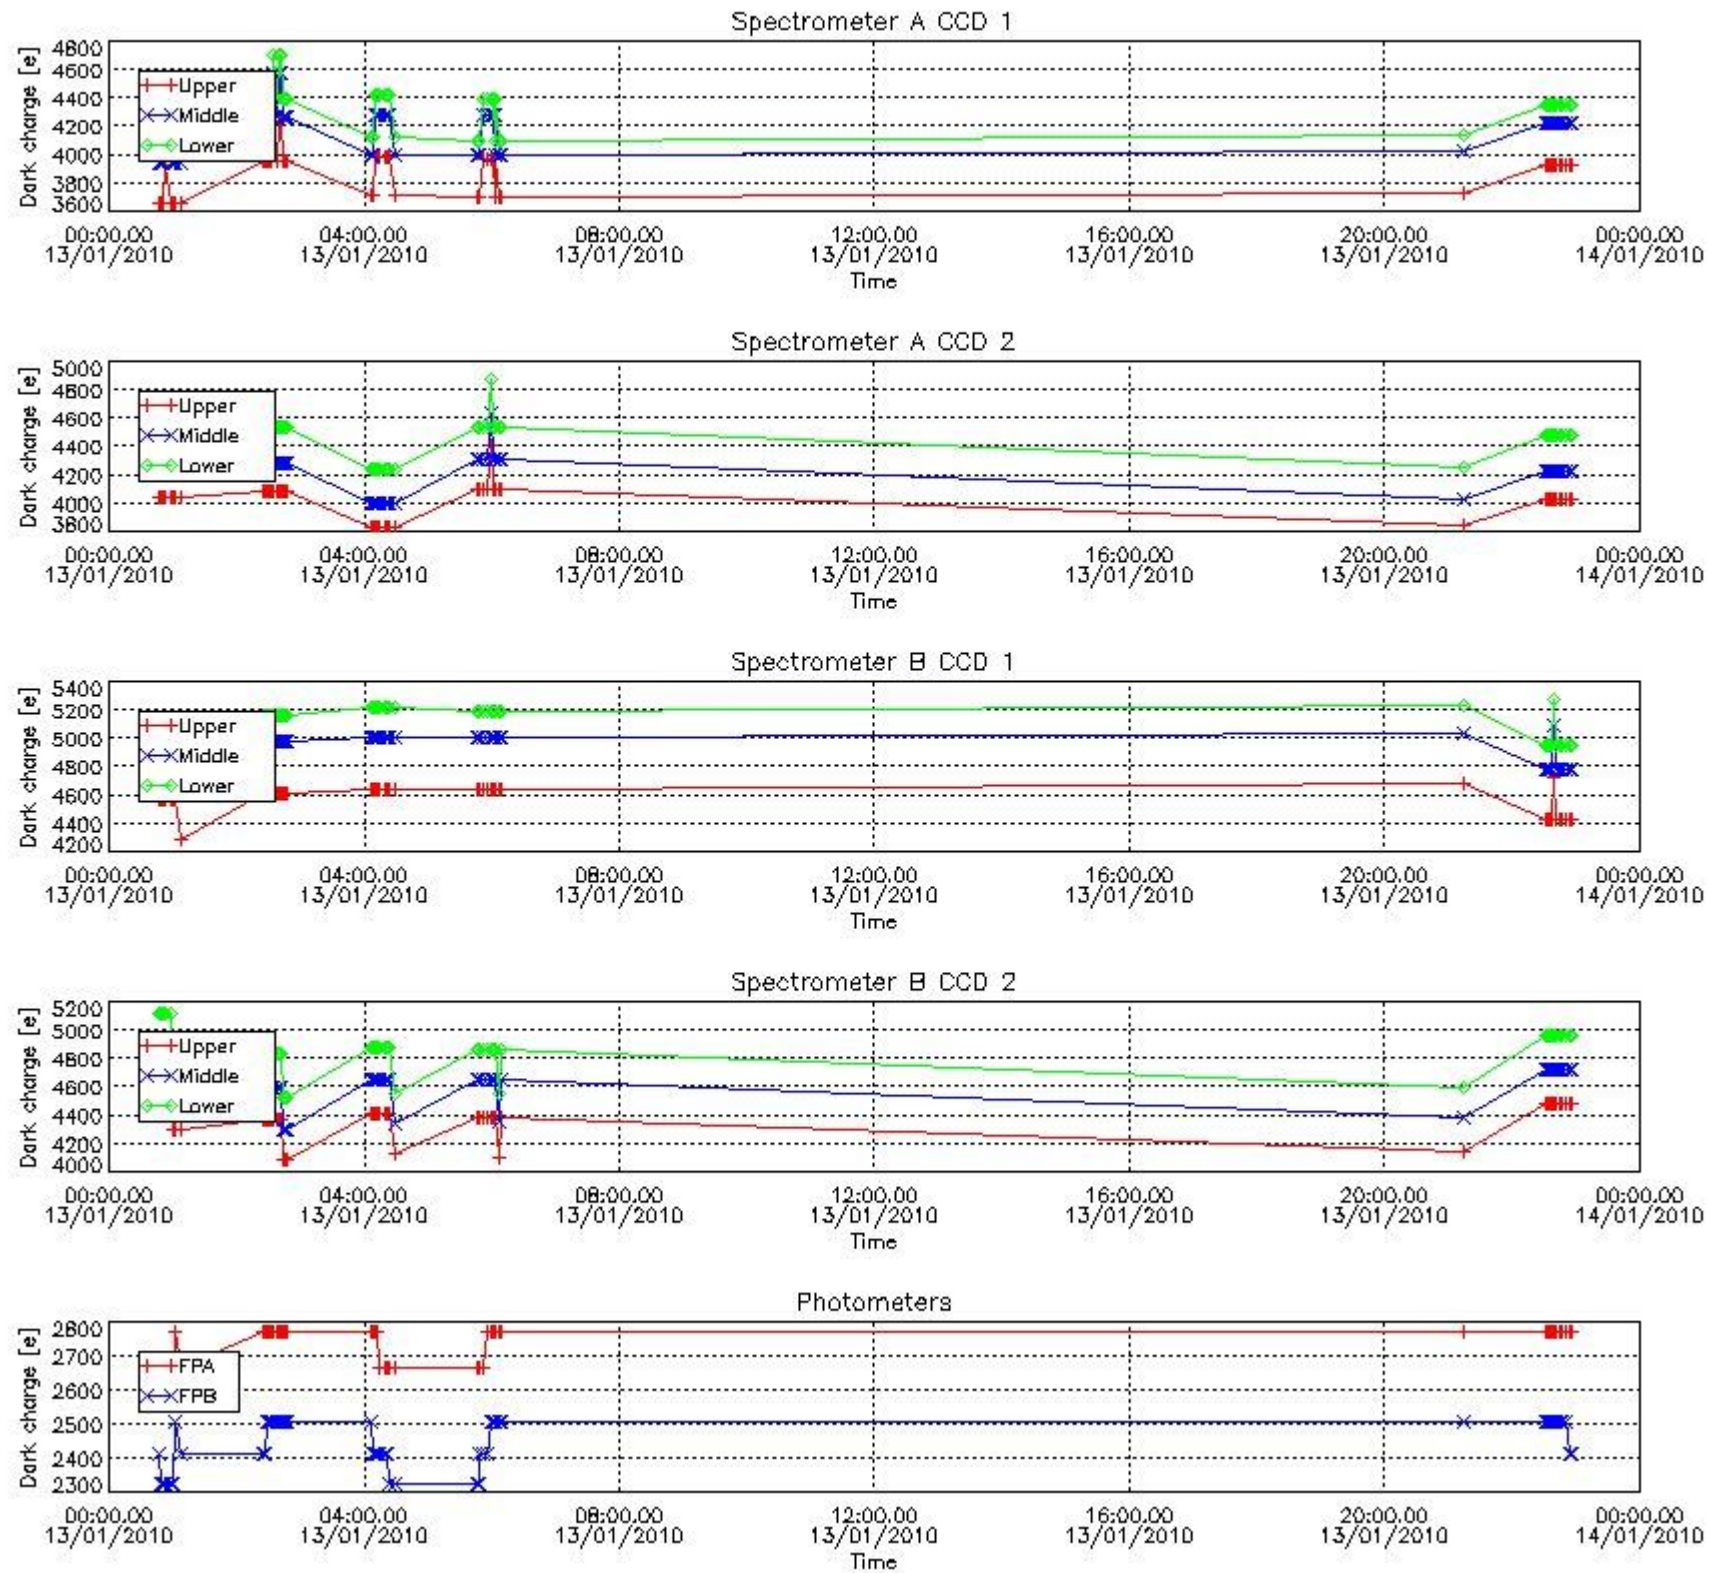 Spectrometer A CCD 1
Dark charge [e]
4800
4600
4400
4200
4000
3800
3600
Upper
Middle
Lower
00:00.00 04:00.00 08:00.00 12:00.00 16:00.00 20:00.00 00:00.00
13/01/2010 13/01/2010 13/01/2010 13/01/2010 13/01/2010 13/01/2010 14/01/2010
Time
Spectrometer A CCD 2
Dark charge [e]
5000
4800
4600
4400
4200
4000
3800
Upper
Middle
Lower
00:00.00 04:00.00 08:00.00 12:00.00 16:00.00 20:00.00 00:00.00
13/01/2010 13/01/2010 13/01/2010 13/01/2010 13/01/2010 13/01/2010 14/01/2010
Time
Spectrometer B CCD 1
Dark charge [e]
5400
5200
5000
4800
4600
4400
4200
Upper
Middle
Lower
00:00.00 04:00.00 08:00.00 12:00.00 16:00.00 20:00.00 00:00.00
13/01/2010 13/01/2010 13/01/2010 13/01/2010 13/01/2010 13/01/2010 14/01/2010
Time
Spectrometer B CCD 2
Dark charge [e]
5200
5000
4800
4600
4400
4200
4000
Upper
Middle
Lower
00:00.00 04:00.00 08:00.00 12:00.00 16:00.00 20:00.00 00:00.00
13/01/2010 13/01/2010 13/01/2010 13/01/2010 13/01/2010 13/01/2010 14/01/2010
Time
Photometers
Dark charge [e]
2800
2700
2600
2500
2400
2300
FPA
FPB
00:00.00 04:00.00 08:00.00 12:00.00 16:00.00 20:00.00 00:00.00
13/01/2010 13/01/2010 13/01/2010 13/01/2010 13/01/2010 13/01/2010 14/01/2010
Time